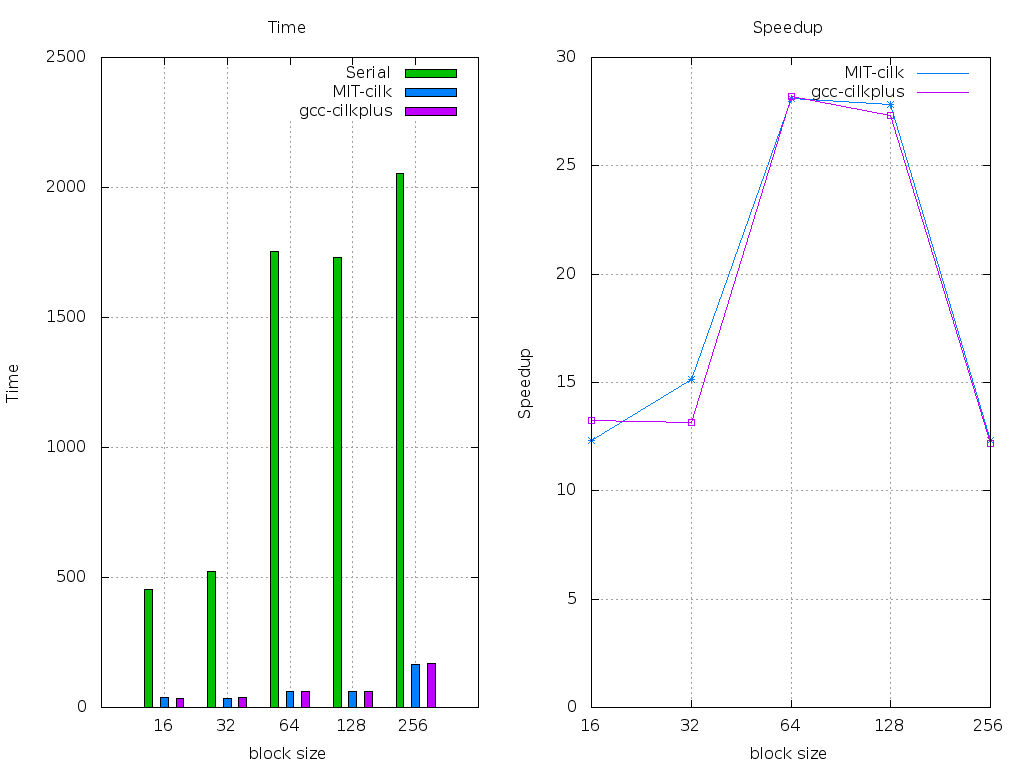 Time
2500
2000
1500
1000
500
0
Time
Serial
MIT-cilk
gcc-cilkplus
16 32 64 128 256
block size
Speedup
30
25
20
15
10
5
0
Speedup
MIT-cilk
gcc-cilkplus
16 32 64 128 256
block size